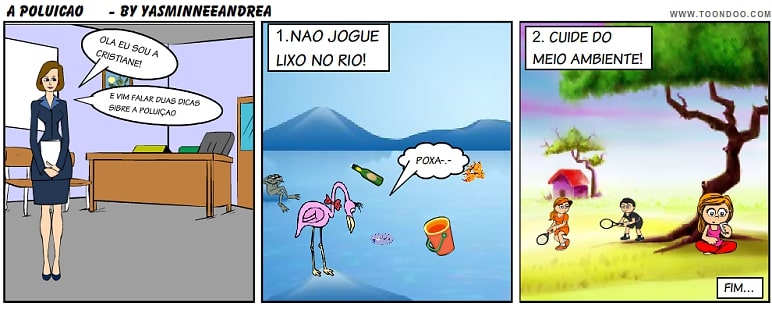 A POLUICAO - BY YASMINNEEANDREA
WWW.TOONDOO.COM
OLA EU SOU A
CRISTIANE!
E VIM FALAR DUAS DICAS
SIBRE A POLUIÇAO
1.NAO JOGUE
LIXO NO RIO!
POXA-.-
2. CUIDE DO
MEIO AMBIENTE!
FIM...